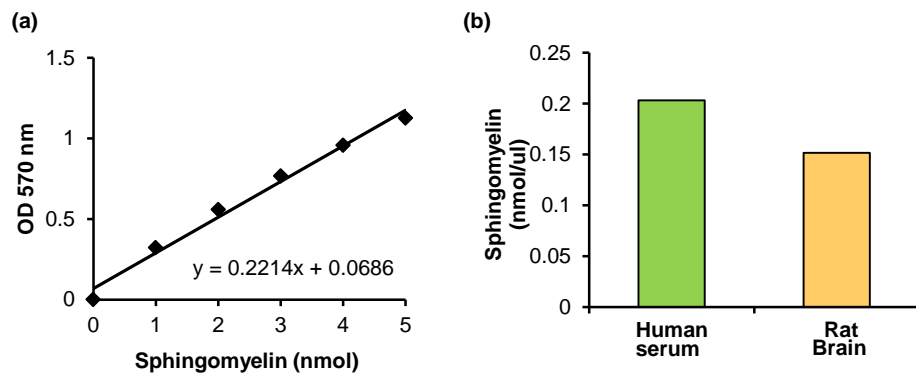 (a)
OD 570 nm
1.5
1
0.5
0
y = 0.2214x + 0.0686
0
1
2
3
4
5
Sphingomyelin (nmol)
(b)
Sphingomyelin
(nmol/ul)
0.25
0.2
0.15
0.1
0.05
0
Human
serum
Rat
Brain